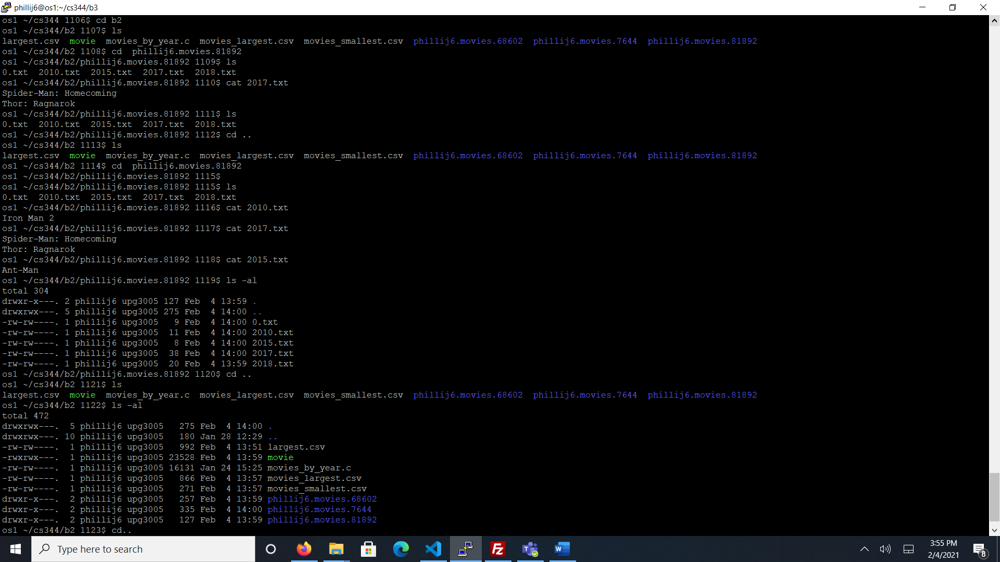 phillij6@os1:~/cs344/b3
os1 ~/cs344 1106$ cd b2
os1 ~/cs344/b2 1107$ ls
largest.csv  movie  movies_by_year.c  movies_largest.csv  movies_smallest.csv  phillij6.movies.68602  phillij6.movies.7644  phillij6.movies.81892
os1 ~/cs344/b2 1108$ cd  phillij6.movies.81892
os1 ~/cs344/b2/phillij6.movies.81892 1109$ ls
0.txt  2010.txt  2015.txt  2017.txt  2018.txt
os1 ~/cs344/b2/phillij6.movies.81892 1110$ cat 2017.txt
Spider-Man: Homecoming
Thor: Ragnarok
os1 ~/cs344/b2/phillij6.movies.81892 1111$ ls
0.txt  2010.txt  2015.txt  2017.txt  2018.txt
os1 ~/cs344/b2/phillij6.movies.81892 1112$ cd ..
os1 ~/cs344/b2 1113$ ls
largest.csv  movie  movies_by_year.c  movies_largest.csv  movies_smallest.csv  phillij6.movies.68602  phillij6.movies.7644  phillij6.movies.81892
os1 ~/cs344/b2 1114$ cd  phillij6.movies.81892
os1 ~/cs344/b2/phillij6.movies.81892 1115$
os1 ~/cs344/b2/phillij6.movies.81892 1115$ ls
0.txt  2010.txt  2015.txt  2017.txt  2018.txt
os1 ~/cs344/b2/phillij6.movies.81892 1116$ cat 2010.txt
Iron Man 2
os1 ~/cs344/b2/phillij6.movies.81892 1117$ cat 2017.txt
Spider-Man: Homecoming
Thor: Ragnarok
os1 ~/cs344/b2/phillij6.movies.81892 1118$ cat 2015.txt
Ant-Man
os1 ~/cs344/b2/phillij6.movies.81892 1119$ ls -al
total 304
drwxr-x---. 2 phillij6 upg3005 127 Feb  4 13:59 .
drwxrwx---. 5 phillij6 upg3005 275 Feb  4 14:00 ..
-rw-rw----. 1 phillij6 upg3005   9 Feb  4 14:00 0.txt
-rw-rw----. 1 phillij6 upg3005  11 Feb  4 14:00 2010.txt
-rw-rw----. 1 phillij6 upg3005   8 Feb  4 14:00 2015.txt
-rw-rw----. 1 phillij6 upg3005  38 Feb  4 14:00 2017.txt
-rw-rw----. 1 phillij6 upg3005  20 Feb  4 13:59 2018.txt
os1 ~/cs344/b2/phillij6.movies.81892 1120$ cd ..
os1 ~/cs344/b2 1121$ ls
largest.csv  movie  movies_by_year.c  movies_largest.csv  movies_smallest.csv  phillij6.movies.68602  phillij6.movies.7644  phillij6.movies.81892
os1 ~/cs344/b2 1122$ ls -al
total 472
drwxrwx---.  5 phillij6 upg3005   275 Feb  4 14:00 .
drwxrwx---. 10 phillij6 upg3005   180 Jan 28 12:29 ..
-rw-rw----.  1 phillij6 upg3005   992 Feb  4 13:51 largest.csv
-rwxrwx---.  1 phillij6 upg3005 23528 Feb  4 13:59 movie
-rw-rw----.  1 phillij6 upg3005 16131 Jan 24 15:25 movies_by_year.c
-rw-rw----.  1 phillij6 upg3005   866 Feb  4 13:57 movies_largest.csv
-rw-rw----.  1 phillij6 upg3005   271 Feb  4 13:57 movies_smallest.csv
drwxr-x---.  2 phillij6 upg3005   257 Feb  4 13:59 phillij6.movies.68602
drwxr-x---.  2 phillij6 upg3005   335 Feb  4 14:00 phillij6.movies.7644
drwxr-x---.  2 phillij6 upg3005   127 Feb  4 13:59 phillij6.movies.81892
os1 ~/cs344/b2 1123$ cd..
Type here to search
Fz
T
W
3:55 PM
2/4/2021
8